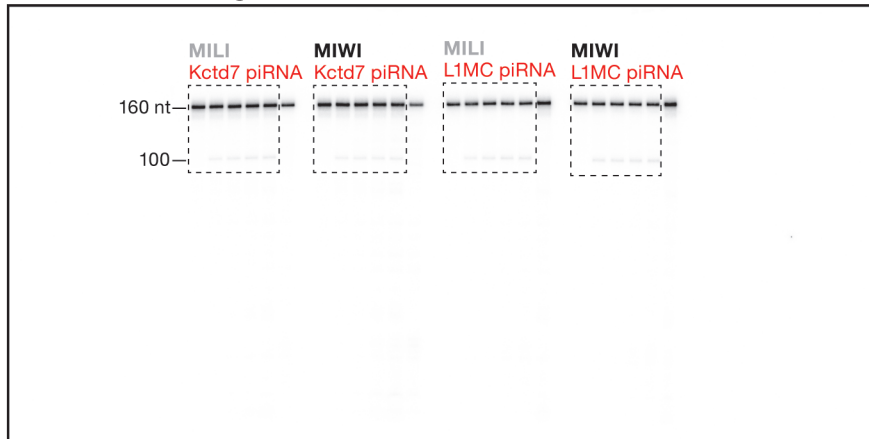 MILI
Kctd7 piRNA
MIWI
Kctd7 piRNA
MILI
L1MC piRNA
MIWI
L1MC piRNA
160 nt
100